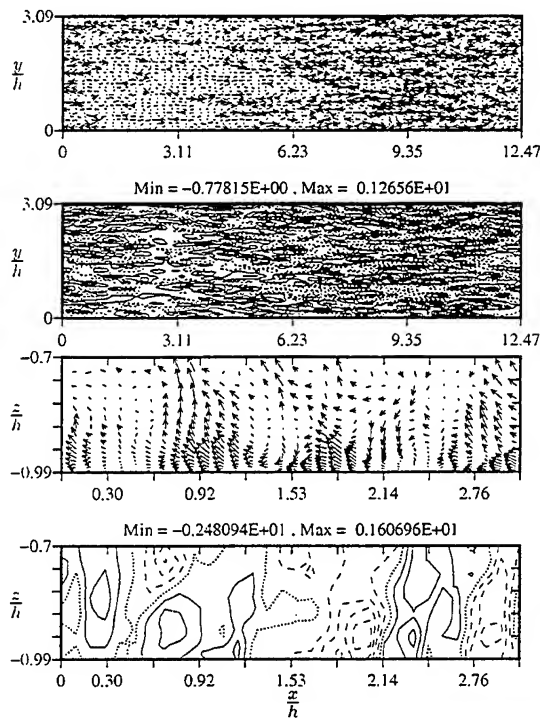 3.09
y/h
0
0 3.11 6.23 9.35 12.47
Min = -0.77815E+00 , Max = 0.12656E+01
3.09
y/h
0
0 3.11 6.23 9.35 12.47
-0.7
z/h
-0.99
0.30 0.92 1.53 2.14 2.76
Min = -0.248094E+01 , Max = 0.160696E+01
-0.7
z/h
-0.99
0 0.30 0.92 1.53 2.14 2.76
x/h